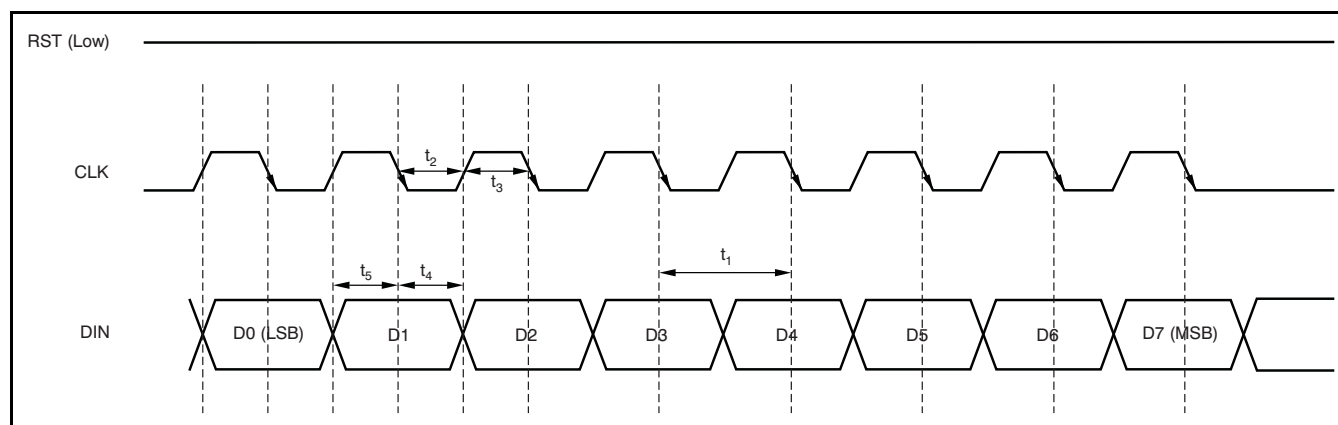 RST (Low)
CLK
t2
t3
t1
t5
t4
DIN
D0 (LSB)
D1
D2
D3
D4
D5
D6
D7 (MSB)